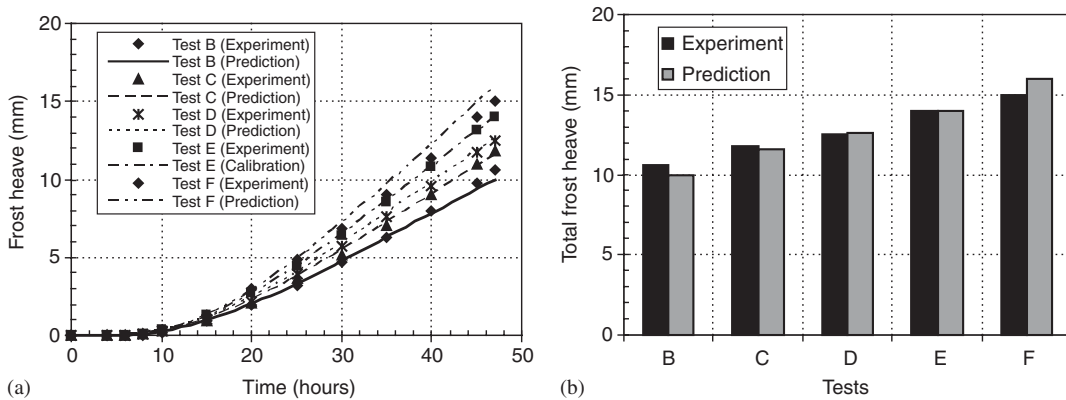 20
15
10
5
0
Frost heave (mm)
Test B (Experiment)
Test B (Prediction)
Test C (Experiment)
Test C (Prediction)
Test D (Experiment)
Test D (Prediction)
Test E (Experiment)
Test E (Calibration)
Test F (Experiment)
Test F (Prediction)
0 10 20 30 40 50
(a) Time (hours)
20
15
10
5
0
Total frost heave (mm)
Experiment
Prediction
B C D E F
(b) Tests